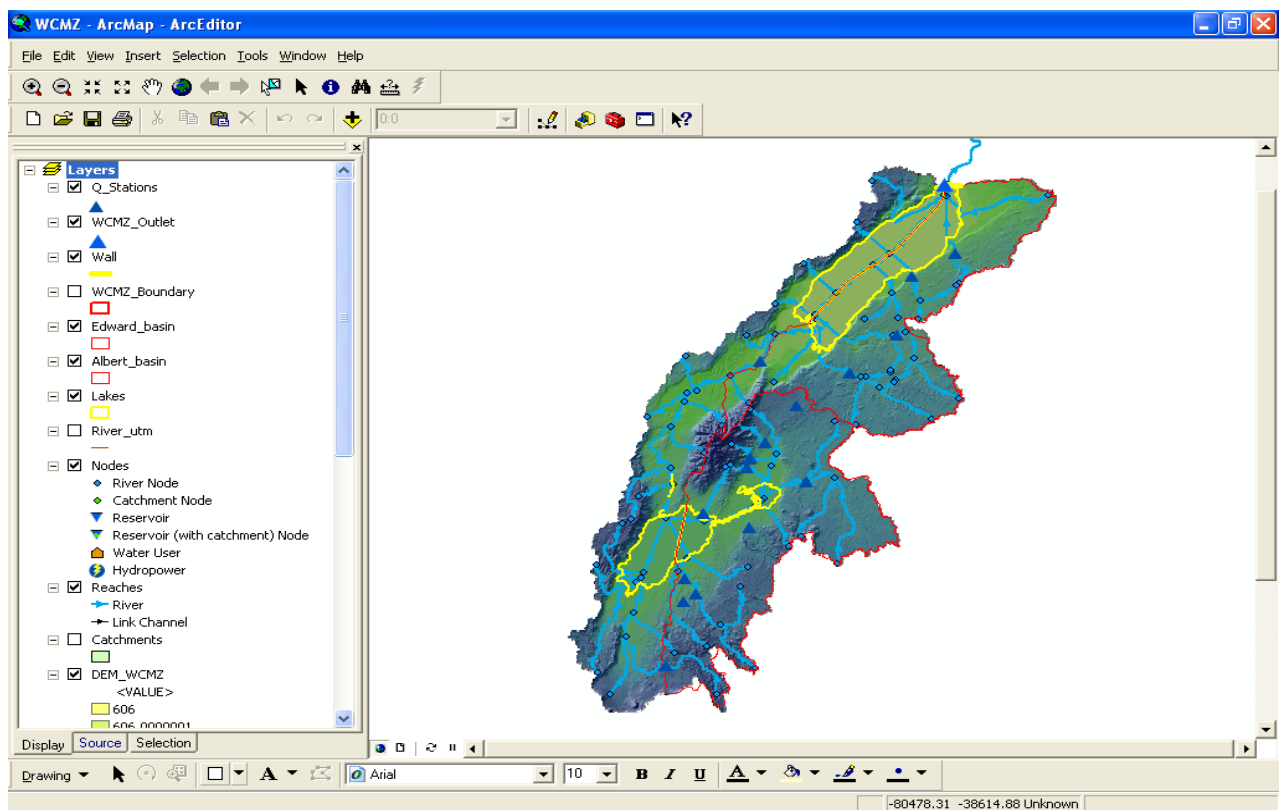 WCMZ - ArcMap - ArcEditor
File Edit View Insert Selection Tools Window Help
0:0
Layers
Q_Stations
WCMZ_Outlet
Wall
WCMZ_Boundary
Edward_basin
Albert_basin
Lakes
River_utm
Nodes
River Node
Catchment Node
Reservoir
Reservoir (with catchment) Node
Water User
Hydropower
Reaches
River
Link Channel
Catchments
DEM_WCMZ
<VALUE>
606
606.0000001
Display Source Selection
Drawing A Arial 10 B I U A
-80478.31 -38614.88 Unknown